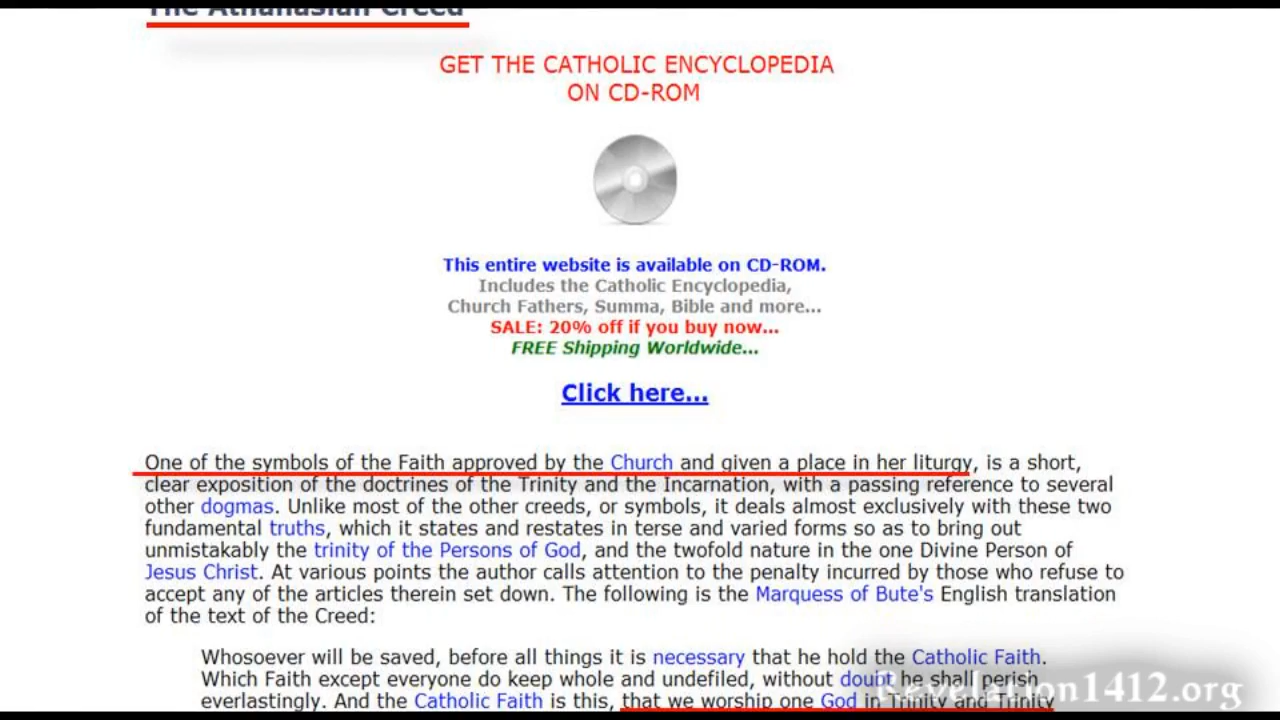 The Athanasian Creed
GET THE CATHOLIC ENCYCLOPEDIA
ON CD-ROM
This entire website is available on CD-ROM.
Includes the Catholic Encyclopedia,
Church Fathers, Summa, Bible and more...
SALE: 20% off if you buy now...
FREE Shipping Worldwide...
Click here...
One of the symbols of the Faith approved by the Church and given a place in her liturgy, is a short,
clear exposition of the doctrines of the Trinity and the Incarnation, with a passing reference to several
other dogmas. Unlike most of the other creeds, or symbols, it deals almost exclusively with these two
fundamental truths, which it states and restates in terse and varied forms so as to bring out
unmistakably the trinity of the Persons of God, and the twofold nature in the one Divine Person of
Jesus Christ. At various points the author calls attention to the penalty incurred by those who refuse to
accept any of the articles therein set down. The following is the Marquess of Bute's English translation
of the text of the Creed:
Whosoever will be saved, before all things it is necessary that he hold the Catholic Faith.
Which Faith except everyone do keep whole and undefiled, without doubt he shall perish
everlastingly. And the Catholic Faith is this, that we worship one God in Trinity and Trinity
Revelation1412.org